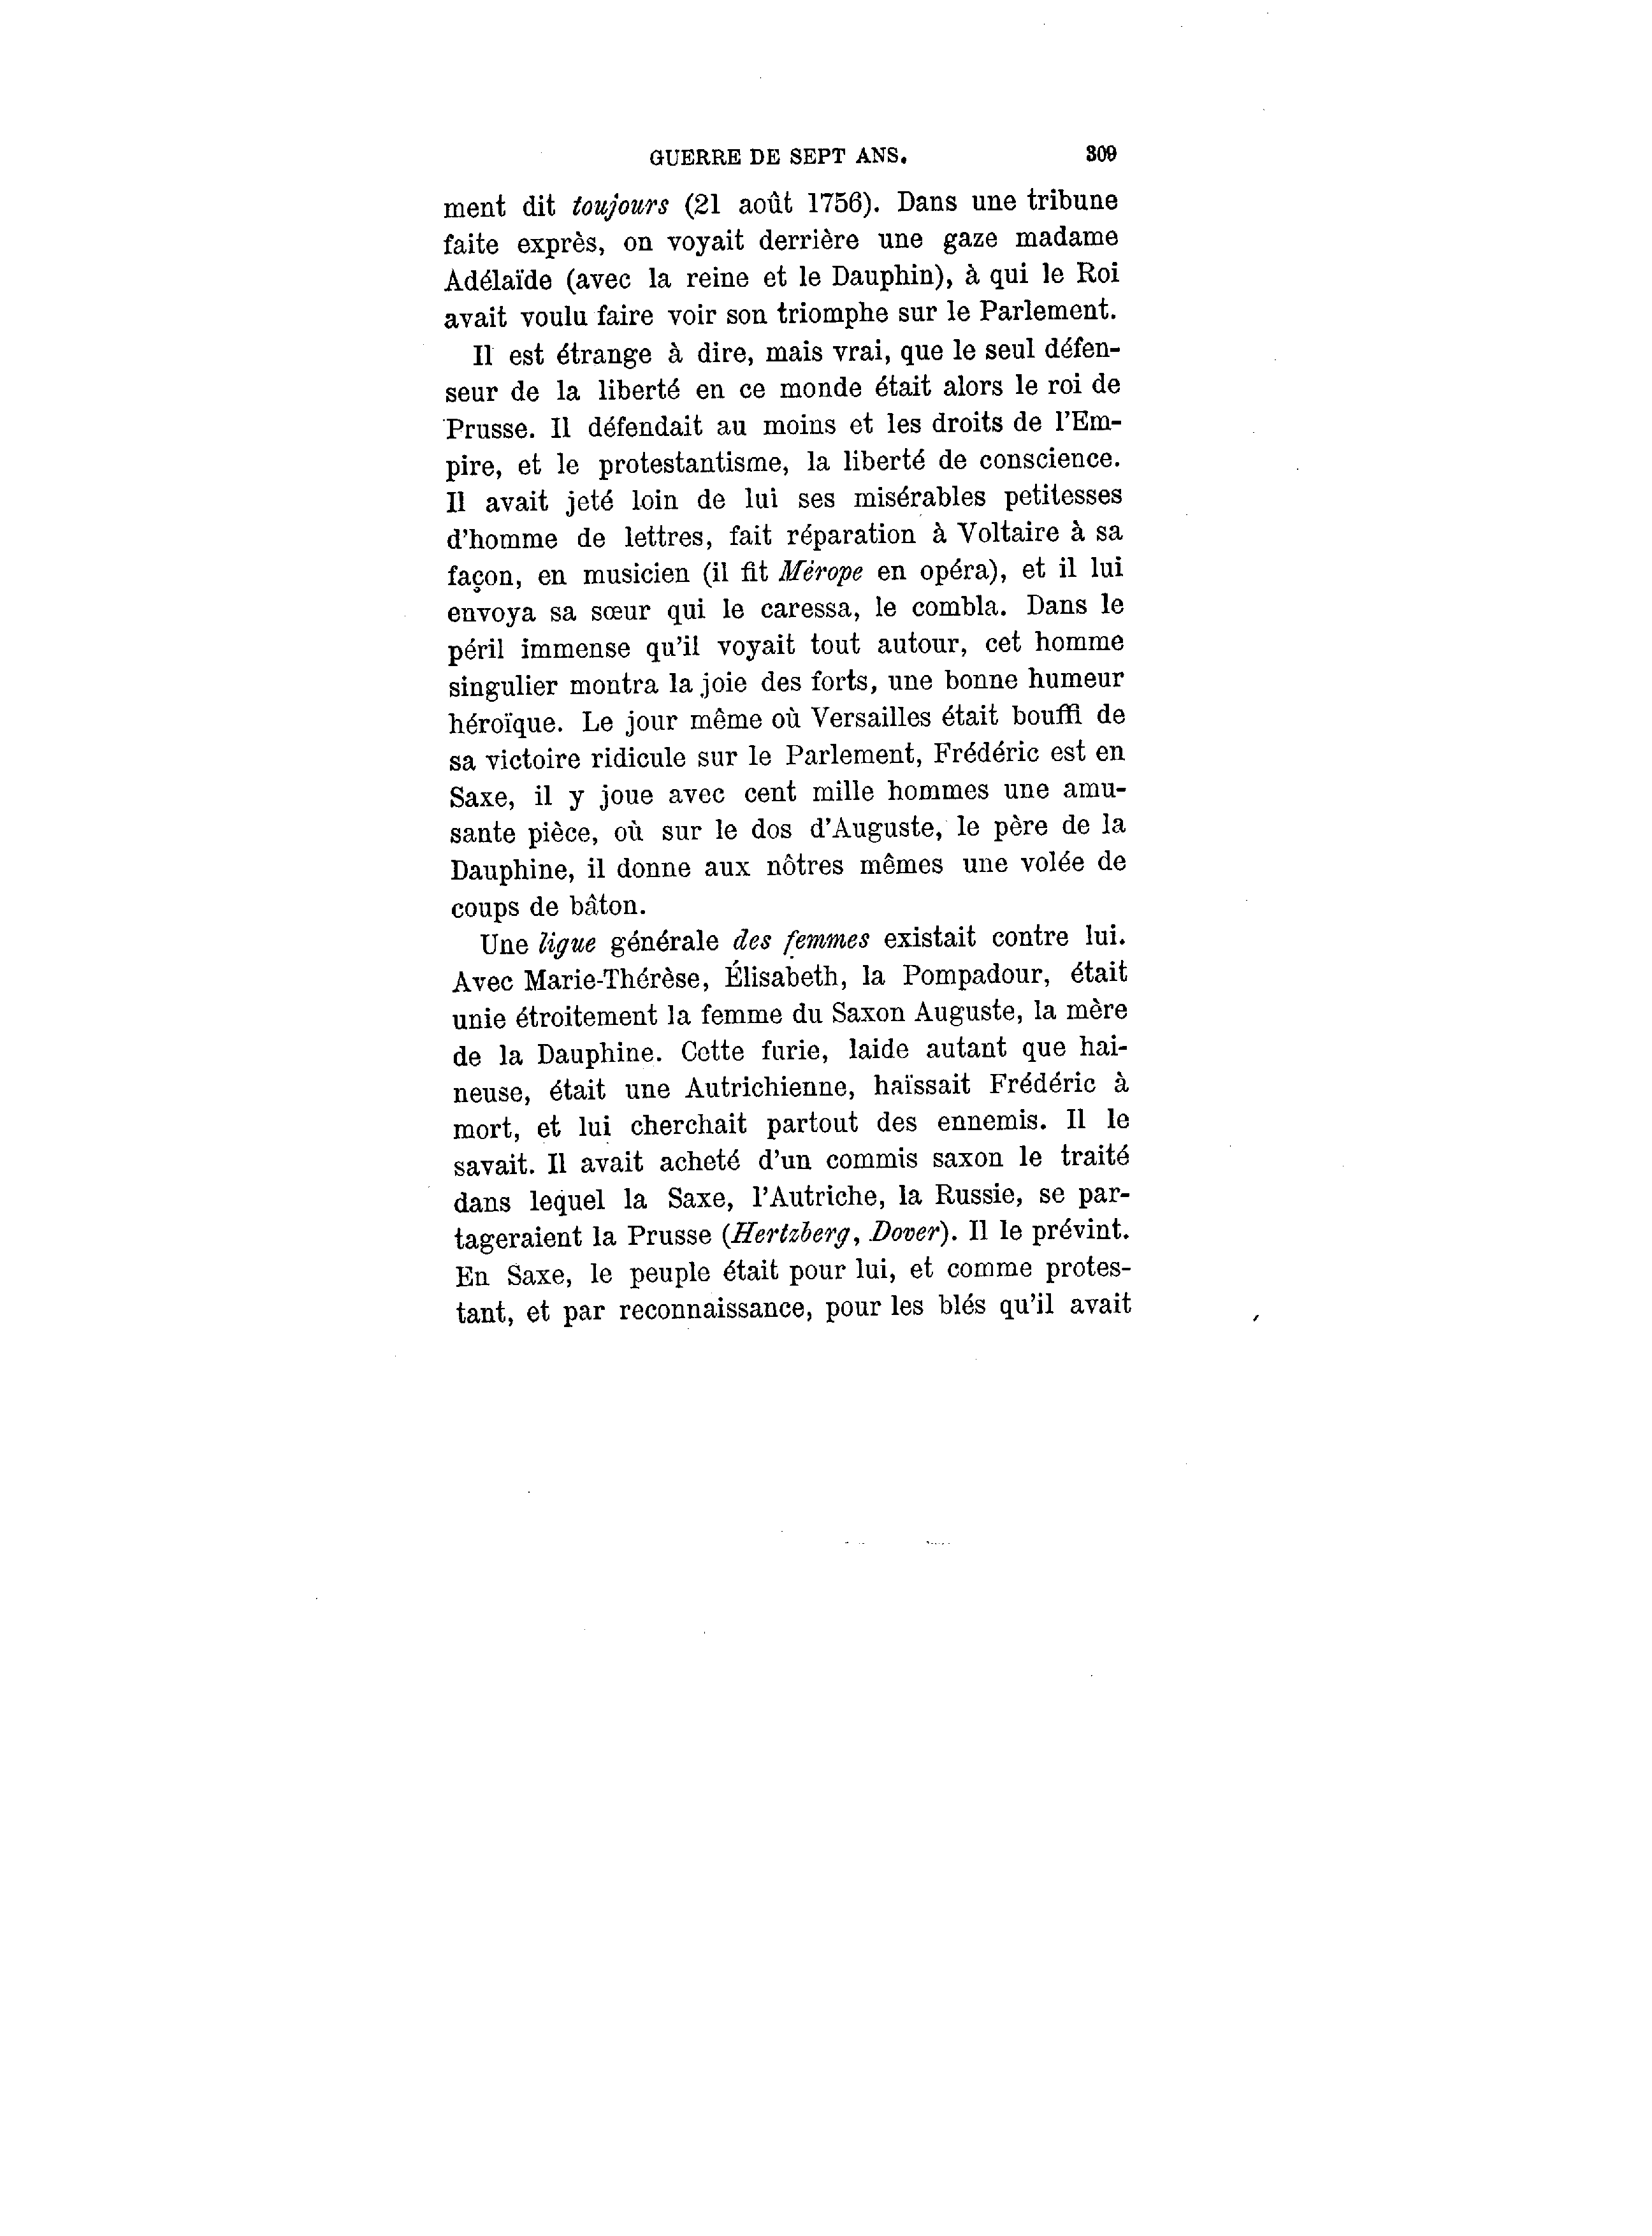 GUERRE DE SEPT ANS. 309
ment dit toujours (21 août 1756). Dans une tribune
faite exprès, on voyait derrière une gaze madame
Adélaïde (avec la reine et le Dauphin), à qui le Roi
avait voulu faire voir son triomphe sur le Parlement.
Il est étrange à dire, mais vrai, que le seul défen-
seur de la liberté en ce monde était alors le roi de
Prusse. Il défendait au moins et les droits de l'Em-
pire, et le protestantisme, la liberté de conscience.
Il avait jeté loin de lui ses misérables petitesses
d'homme de lettres, fait réparation à Voltaire à sa
façon, en musicien (il fit Mérope en opéra), et il lui
envoya sa sœur qui le caressa, le combla. Dans le
péril immense qu'il voyait tout autour, cet homme
singulier montra la joie des forts, une bonne humeur
héroïque. Le jour même où Versailles était bouffi de
sa victoire ridicule sur le Parlement, Frédéric est en
Saxe, il y joue avec cent mille hommes une amu-
sante pièce, où sur le dos d'Auguste, le père de la
Dauphine, il donne aux nôtres mêmes une volée de
coups de bâton.
Une ligue générale des femmes existait contre lui.
Avec Marie-Thérèse, Élisabeth, la Pompadour, était
unie étroitement la femme du Saxon Auguste, la mère
de la Dauphine. Cette furie, laide autant que hai-
neuse, était une Autrichienne, haïssait Frédéric à
mort, et lui cherchait partout des ennemis. Il le
savait. Il avait acheté d'un commis saxon le traité
dans lequel la Saxe, l'Autriche, la Russie, se par-
tageraient la Prusse (Hertzberg, Dover). Il le prévint.
En Saxe, le peuple était pour lui, et comme protes-
tant, et par reconnaissance, pour les blés qu'il avait